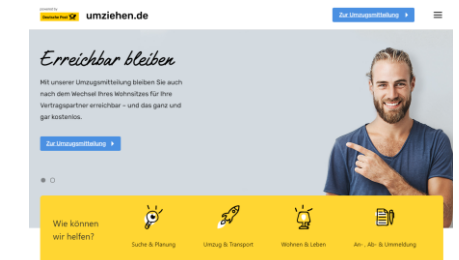 powered by
Deutsche Post
umziehen.de
Zur Umzugsmitteilung
Erreichbar bleiben
Mit unserer Umzugsmitteilung bleiben Sie auch
nach dem Wechsel Ihres Wohnsitzes für Ihre
Vertragspartner erreichbar – und das ganz und
gar kostenlos.
Zur Umzugsmitteilung
Wie können
wir helfen?
Suche & Planung
Umzug & Transport
Wohnen & Leben
An-, Ab- & Ummeldung